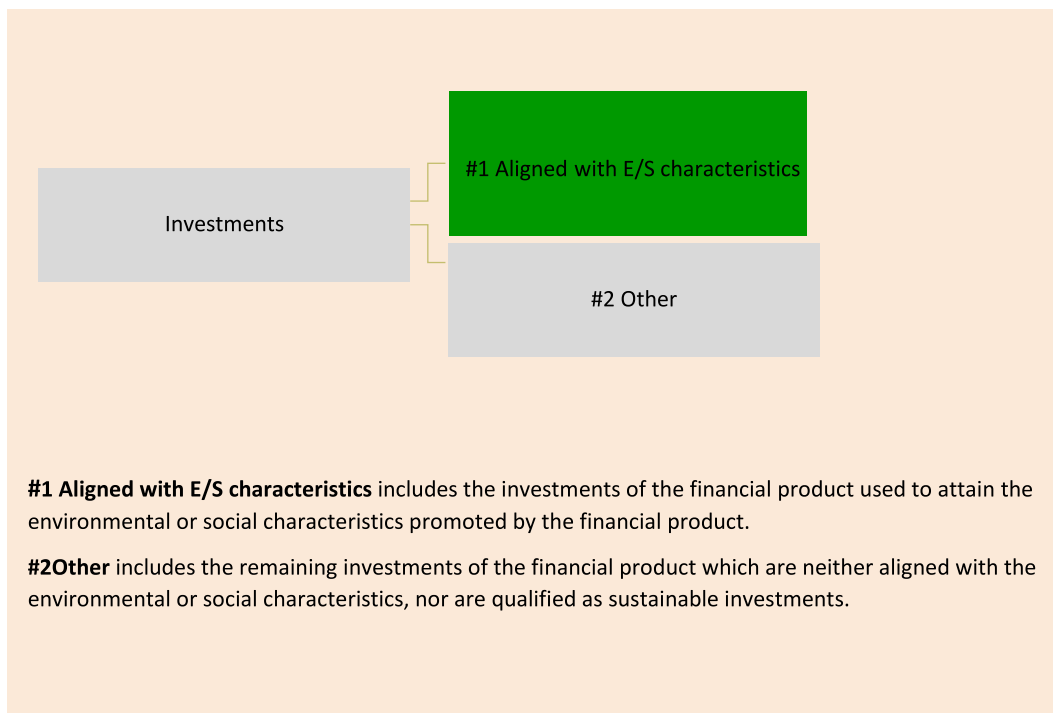 #1 Aligned with E/S characteristics
Investments
#2 Other
#1 Aligned with E/S characteristics includes the investments of the financial product used to attain the
environmental or social characteristics promoted by the financial product.
#2Other includes the remaining investments of the financial product which are neither aligned with the
environmental or social characteristics, nor are qualified as sustainable investments.